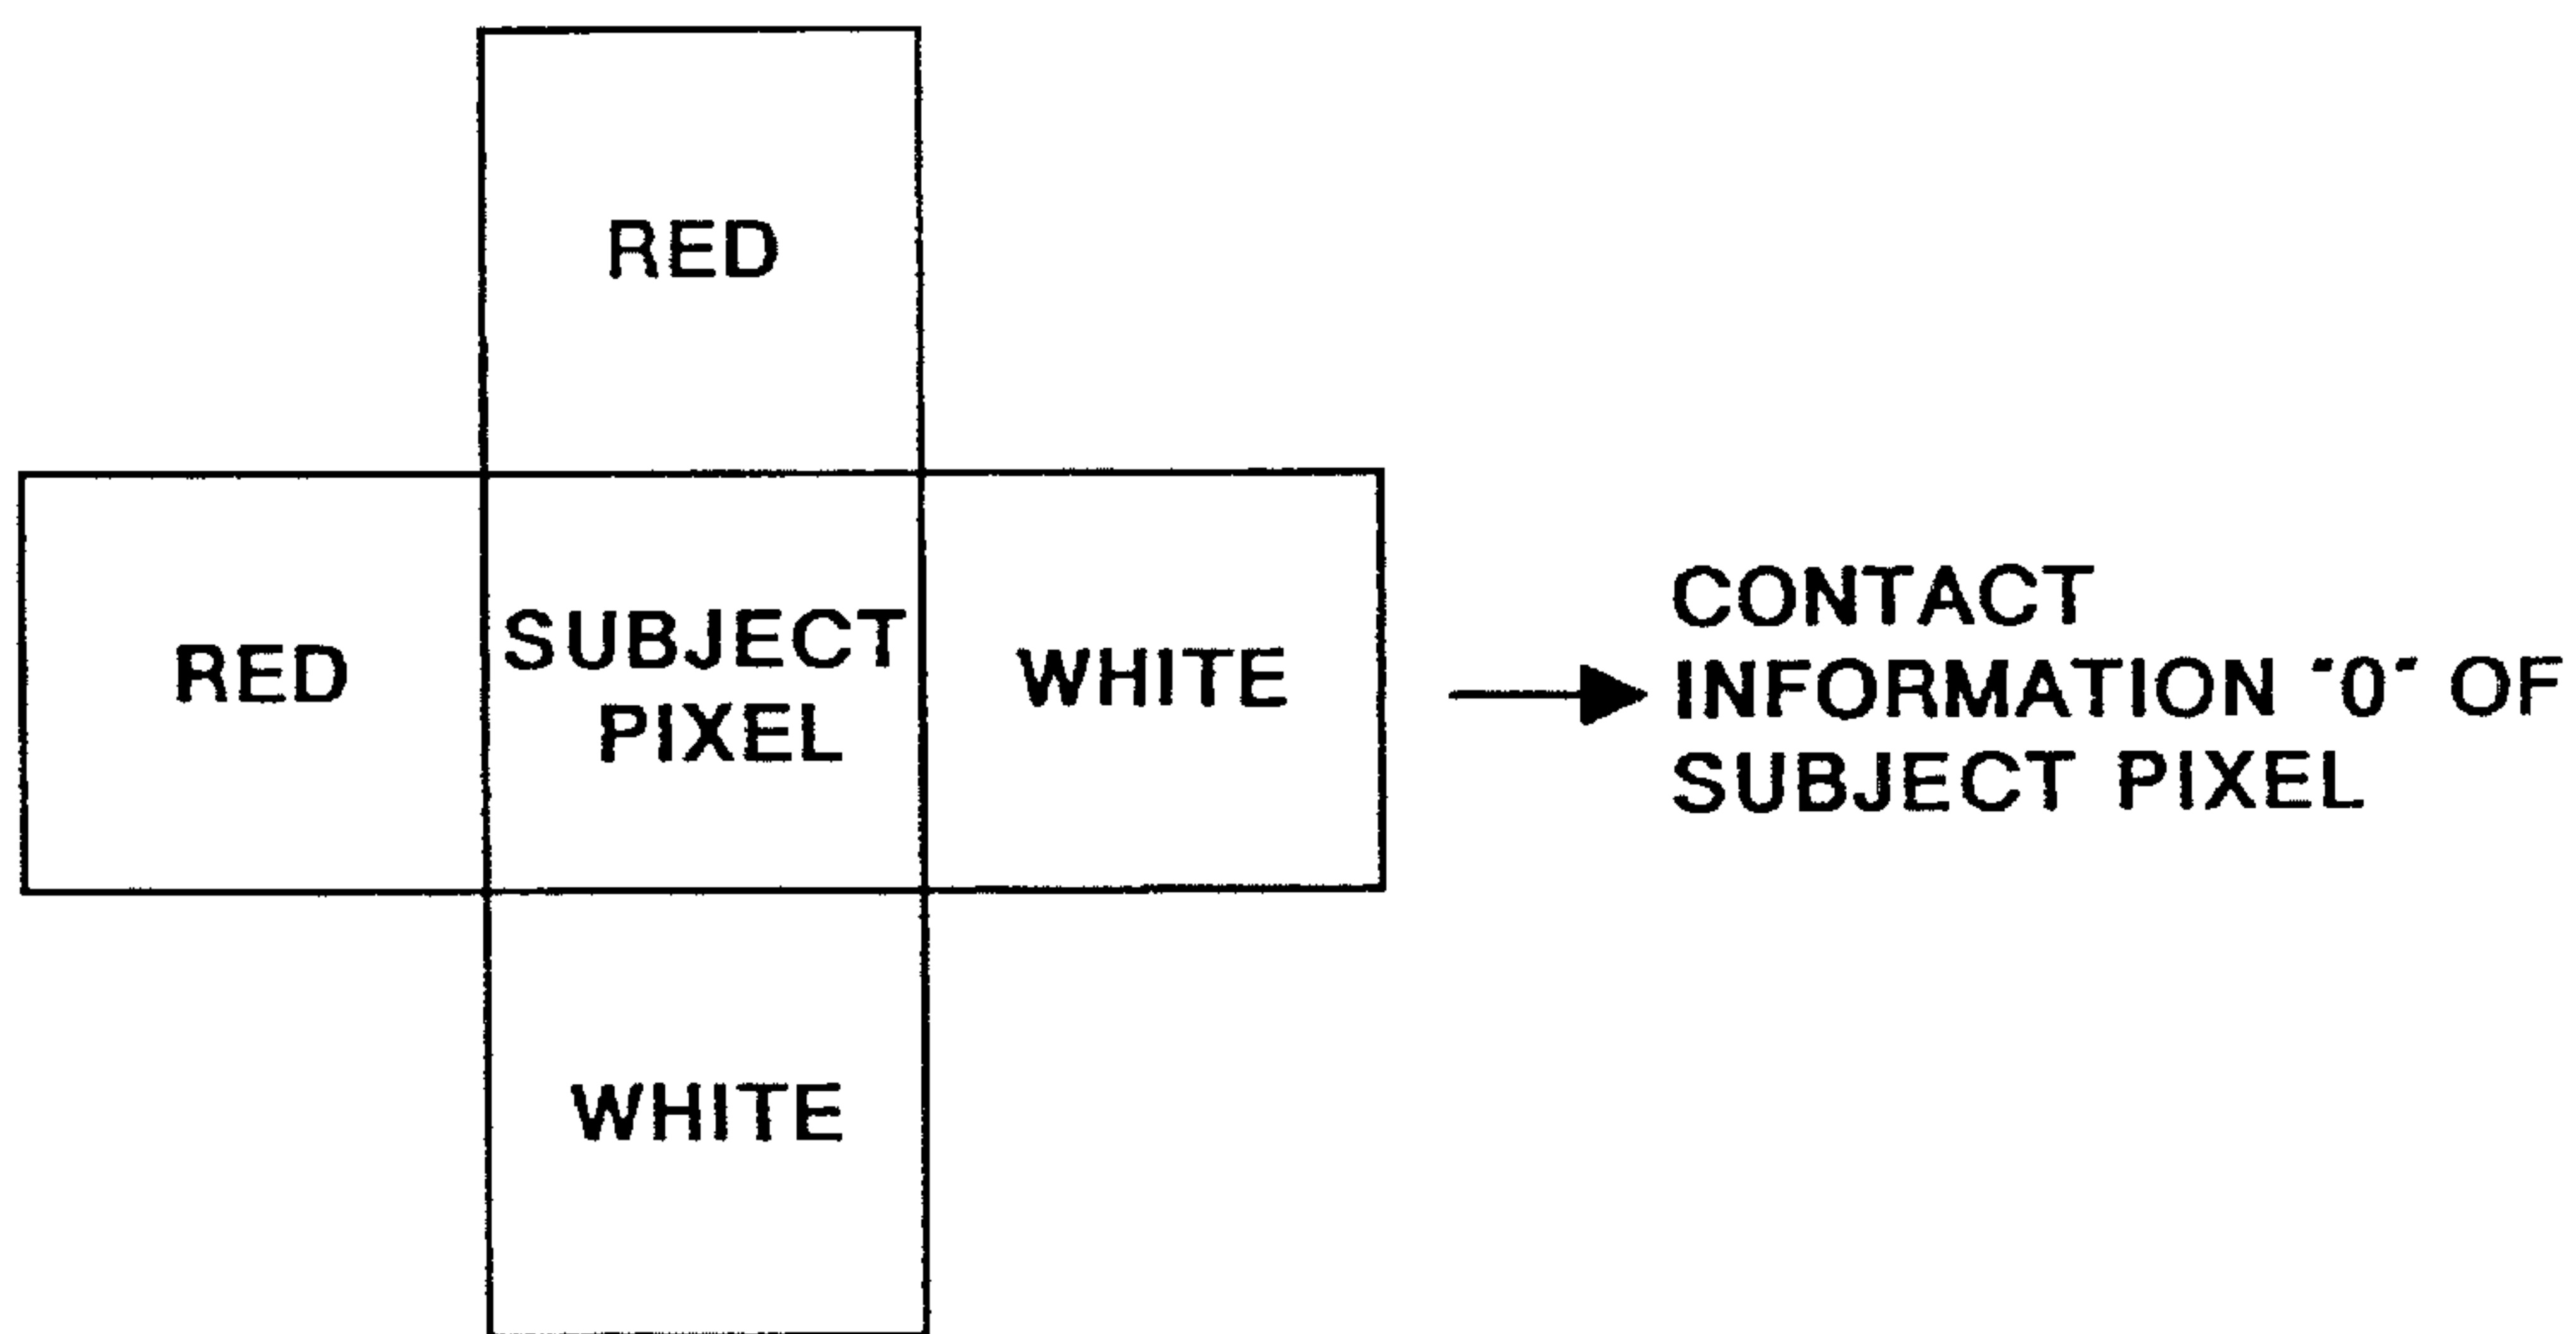 RED
RED
SUBJECT
PIXEL
WHITE
WHITE
CONTACT
INFORMATION "0" OF
SUBJECT PIXEL